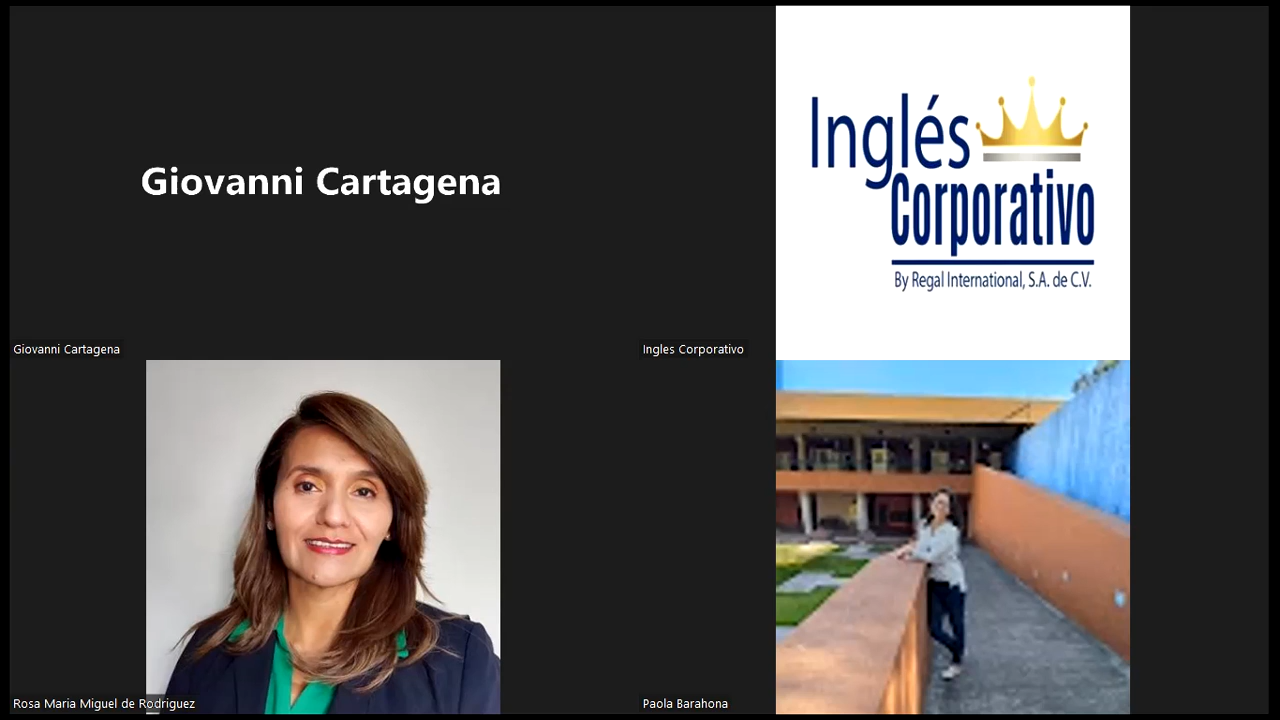 Giovanni Cartagena
Inglés
Corporativo
By Regal International, S.A. de C.V.
Giovanni Cartagena
Ingles Corporativo
Rosa Maria Miguel de Rodriguez
Paola Barahona